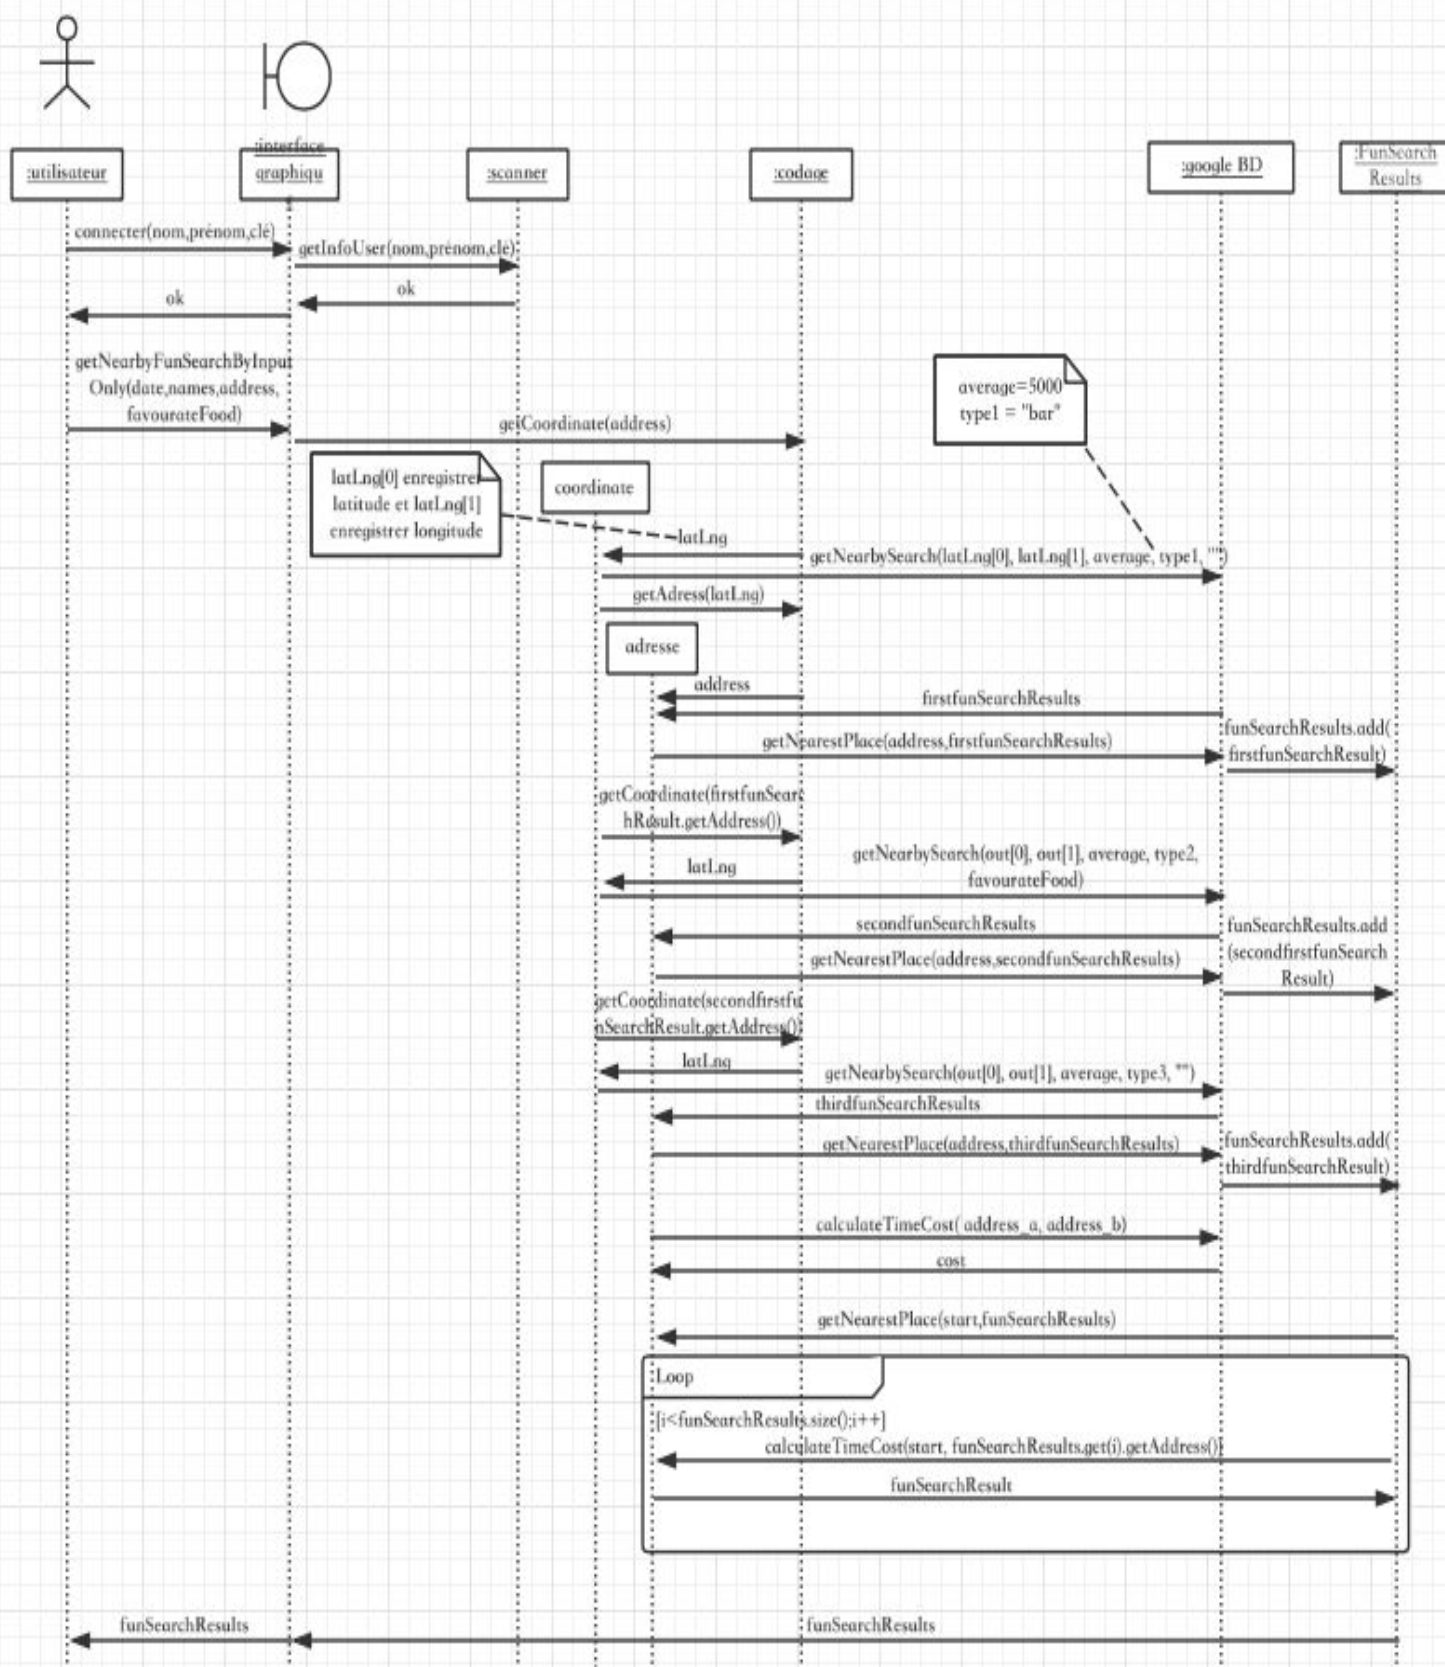 :interface
:utilisateur
graphiqu
:scanner
:codage
:google BD
:FunSearch
Results
connecter(nom,prénom,clé)
getInfoUser(nom,prénom,clé)
ok
ok
getNearbyFunSearchByInput
Only(date,names,address,
favourateFood)
average=5000
type1 = "bar"
getCoordinate(address)
latLng[0] enregistrer
latitude et latLng[1]
enregistrer longitude
coordinate
latLng
getNearbySearch(latLng[0], latLng[1], average, type1, "")
getAdress(latLng)
adresse
address
firstfunSearchResults
getNearestPlace(address,firstfunSearchResults)
funSearchResults.add(
firstfunSearchResult)
getCoordinate(firstfunSearc
hResult.getAddress())
latLng
getNearbySearch(out[0], out[1], average, type2,
favourateFood)
secondfunSearchResults
getNearestPlace(address,secondfunSearchResults)
funSearchResults.add
(secondfirstfunSearch
Result)
getCoordinate(secondfirstfu
nSearchResult.getAddress())
latLng
getNearbySearch(out[0], out[1], average, type3, "")
thirdfunSearchResults
getNearestPlace(address,thirdfunSearchResults)
funSearchResults.add(
thirdfunSearchResult)
calculateTimeCost( address_a, address_b)
cost
getNearestPlace(start,funSearchResults)
Loop
[i<funSearchResults.size();i++]
calculateTimeCost(start, funSearchResults.get(i).getAddress())
funSearchResult
funSearchResults
funSearchResults